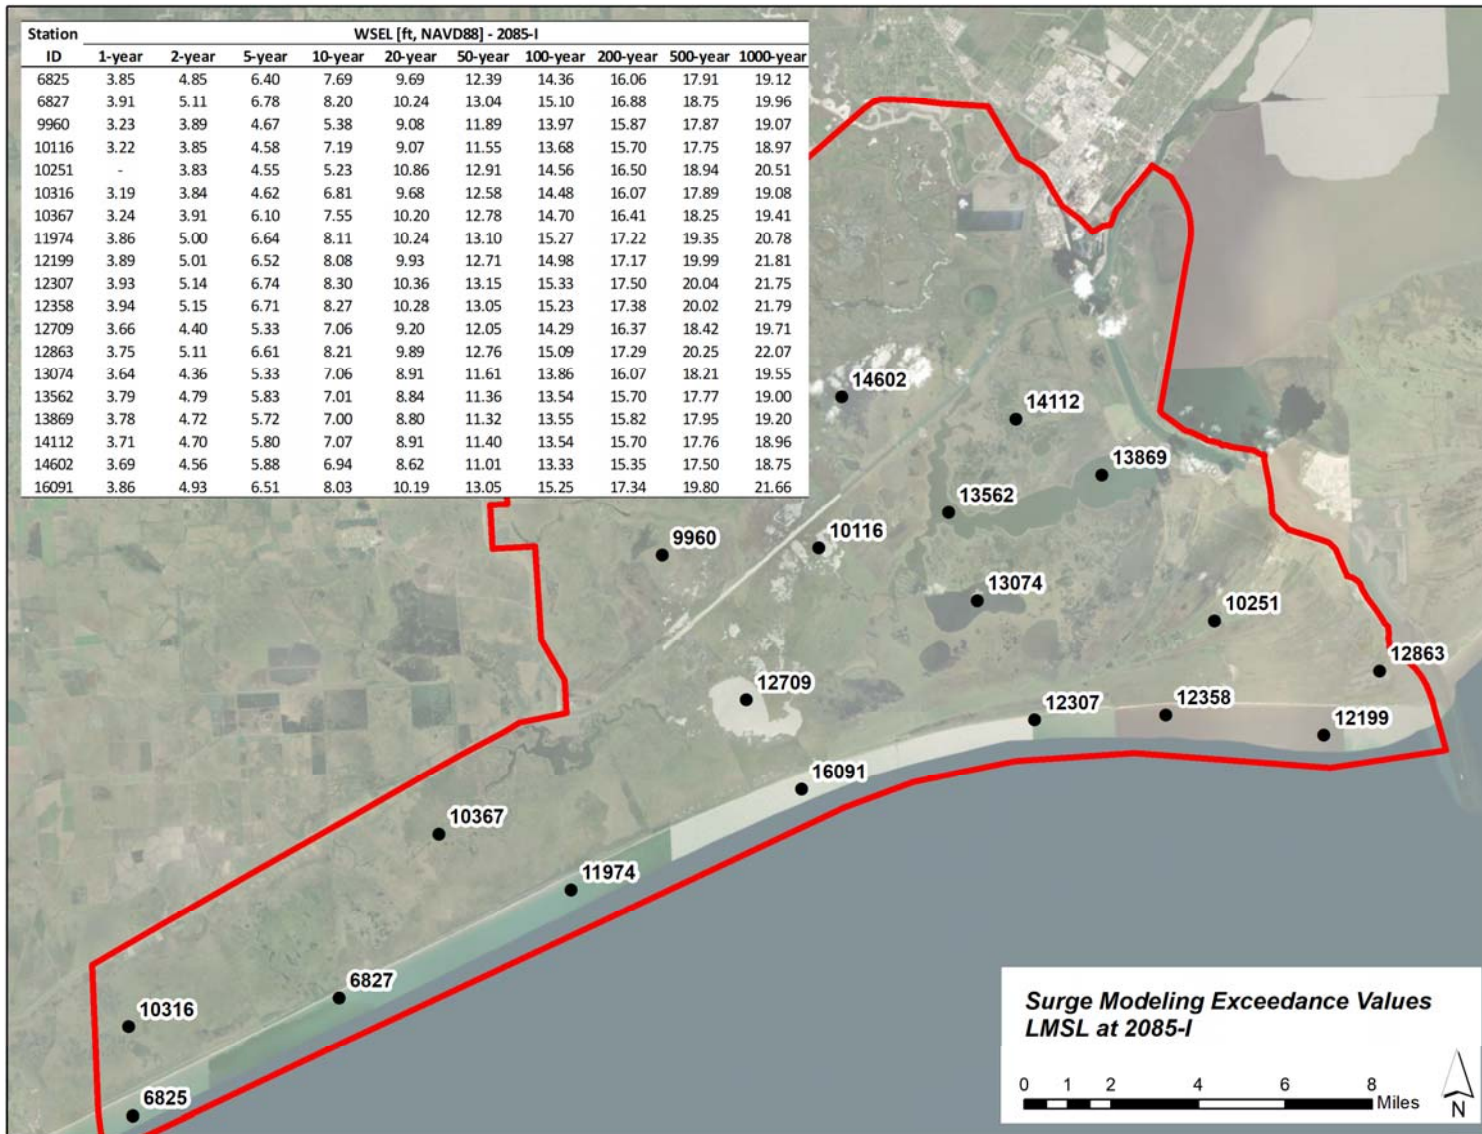 Station WSEL [ft, NAVD88] - 2085-I
ID 1-year 2-year 5-year 10-year 20-year 50-year 100-year 200-year 500-year 1000-year
6825 3.85 4.85 6.40 7.69 9.69 12.39 14.36 16.06 17.91 19.12
6827 3.91 5.11 6.78 8.20 10.24 13.04 15.10 16.88 18.75 19.96
9960 3.23 3.89 4.67 5.38 9.08 11.89 13.97 15.87 17.87 19.07
10116 3.22 3.85 4.58 7.19 9.07 11.55 13.68 15.70 17.75 18.97
10251 - 3.83 4.55 5.23 10.86 12.91 14.56 16.50 18.94 20.51
10316 3.19 3.84 4.62 6.81 9.68 12.58 14.48 16.07 17.89 19.08
10367 3.24 3.91 6.10 7.55 10.20 12.78 14.70 16.41 18.25 19.41
11974 3.86 5.00 6.64 8.11 10.24 13.10 15.27 17.22 19.35 20.78
12199 3.89 5.01 6.52 8.08 9.93 12.71 14.98 17.17 19.99 21.81
12307 3.93 5.14 6.74 8.30 10.36 13.15 15.33 17.50 20.04 21.75
12358 3.94 5.15 6.71 8.27 10.28 13.05 15.23 17.38 20.02 21.79
12709 3.66 4.40 5.33 7.06 9.20 12.05 14.29 16.37 18.42 19.71
12863 3.75 5.11 6.61 8.21 9.89 12.76 15.09 17.29 20.25 22.07
13074 3.64 4.36 5.33 7.06 8.91 11.61 13.86 16.07 18.21 19.55
13562 3.79 4.79 5.83 7.01 8.84 11.36 13.54 15.70 17.77 19.00
13869 3.78 4.72 5.72 7.00 8.80 11.32 13.55 15.82 17.95 19.20
14112 3.71 4.70 5.80 7.07 8.91 11.40 13.54 15.70 17.76 18.96
14602 3.69 4.56 5.88 6.94 8.62 11.01 13.33 15.35 17.50 18.75
16091 3.86 4.93 6.51 8.03 10.19 13.05 15.25 17.34 19.80 21.66
14602
14112
13869
13562
9960
10116
13074
10251
12863
12709
12307
12358
12199
16091
10367
11974
6827
10316
6825
Surge Modeling Exceedance Values
LMSL at 2085-I
0 1 2 4 6 8
Miles
N